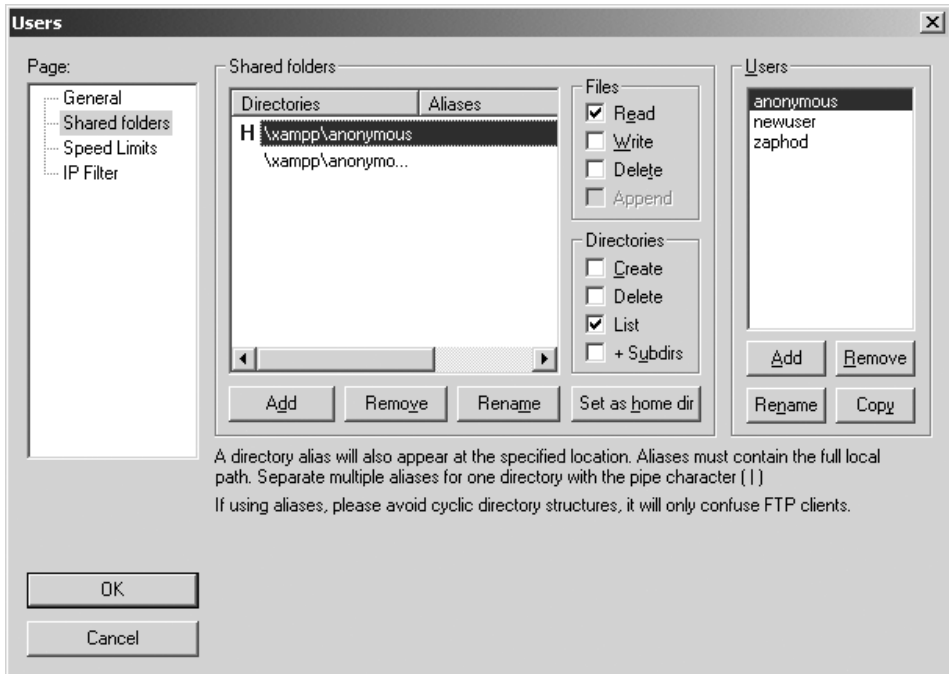 Users
Page:
General
Shared folders
Speed Limits
IP Filter
Shared folders
Directories Aliases
H \xampp\anonymous
\xampp\anonymo...
Add Remove Rename Set as home dir
Files
Read
Write
Delete
Append
Directories
Create
Delete
List
+ Subdirs
Users
anonymous
newuser
zaphod
Add Remove
Rename Copy
A directory alias will also appear at the specified location. Aliases must contain the full local
path. Separate multiple aliases for one directory with the pipe character ( | )
If using aliases, please avoid cyclic directory structures, it will only confuse FTP clients.
OK
Cancel